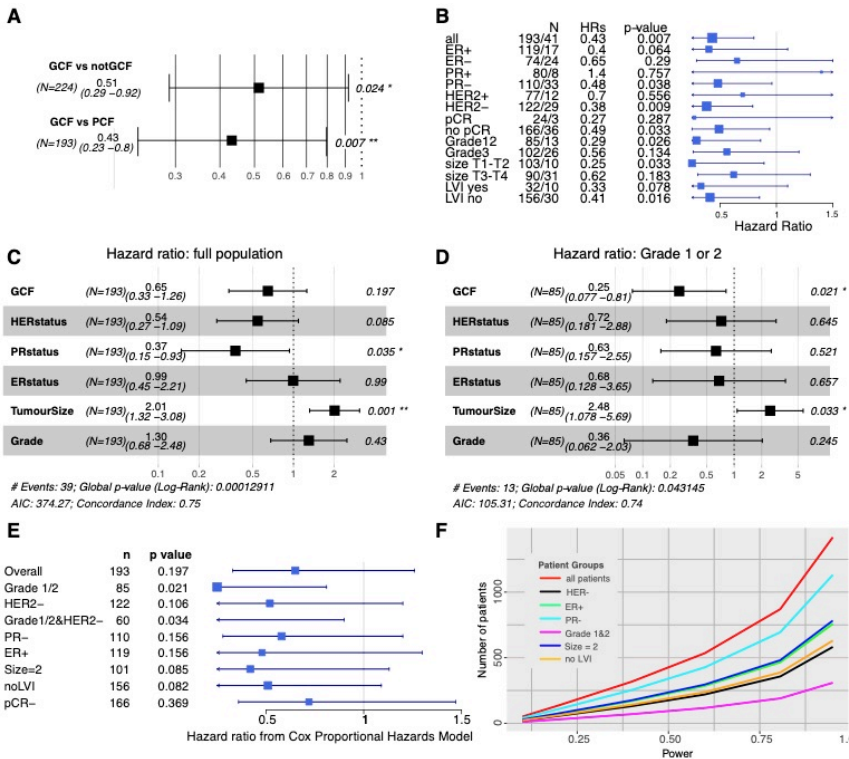 A
GCF vs notGCF
(N=224) 0.51
(0.29 −0.92)
0.024 *
GCF vs PCF
(N=193) 0.43
(0.23 −0.8)
0.007 **
0.3 0.4 0.5 0.6 0.7 0.8 0.9 1
B
N HRs p-value
all 193/41 0.43 0.007
ER+ 119/17 0.4 0.064
ER− 74/24 0.65 0.29
PR+ 80/8 1.4 0.757
PR− 110/33 0.48 0.038
HER2+ 77/12 0.7 0.556
HER2− 122/29 0.38 0.009
pCR 24/3 0.27 0.287
no pCR 166/36 0.49 0.033
Grade12 85/13 0.29 0.026
Grade3 102/26 0.56 0.134
size T1-T2 103/10 0.25 0.033
size T3-T4 90/31 0.62 0.183
LVI yes 32/10 0.33 0.078
LVI no 156/30 0.41 0.016
0.5 1 1.5
Hazard Ratio
C
Hazard ratio: full population
GCF (N=193) 0.65 (0.33 −1.26) 0.197
HERstatus (N=193) 0.54 (0.27 −1.09) 0.085
PRstatus (N=193) 0.37 (0.15 −0.93) 0.035 *
ERstatus (N=193) 0.99 (0.45 −2.21) 0.99
TumourSize (N=193) 2.01 (1.32 −3.08) 0.001 **
Grade (N=193) 1.30 (0.68 −2.48) 0.43
0.1 0.2 0.5 1 2
# Events: 39; Global p-value (Log-Rank): 0.00012911
AIC: 374.27; Concordance Index: 0.75
D
Hazard ratio: Grade 1 or 2
GCF (N=85) 0.25 (0.077 −0.81) 0.021 *
HERstatus (N=85) 0.72 (0.181 −2.88) 0.645
PRstatus (N=85) 0.63 (0.157 −2.55) 0.521
ERstatus (N=85) 0.68 (0.128 −3.65) 0.657
TumourSize (N=85) 2.48 (1.078 −5.69) 0.033 *
Grade (N=85) 0.36 (0.062 −2.03) 0.245
0.05 0.1 0.2 0.5 1 2 5
# Events: 13; Global p-value (Log-Rank): 0.043145
AIC: 105.31; Concordance Index: 0.74
E
n p value
Overall 193 0.197
Grade 1/2 85 0.021
HER2− 122 0.106
Grade1/2&HER2− 60 0.034
PR− 110 0.156
ER+ 119 0.156
Size=2 101 0.085
noLVI 156 0.082
pCR− 166 0.369
0.5 1 1.5
Hazard ratio from Cox Proportional Hazards Model
F
Number of patients
1000
500
0
Patient Groups
all patients
HER-
ER+
PR-
Grade 1&2
Size = 2
no LVI
0.25 0.50 0.75 1.
Power